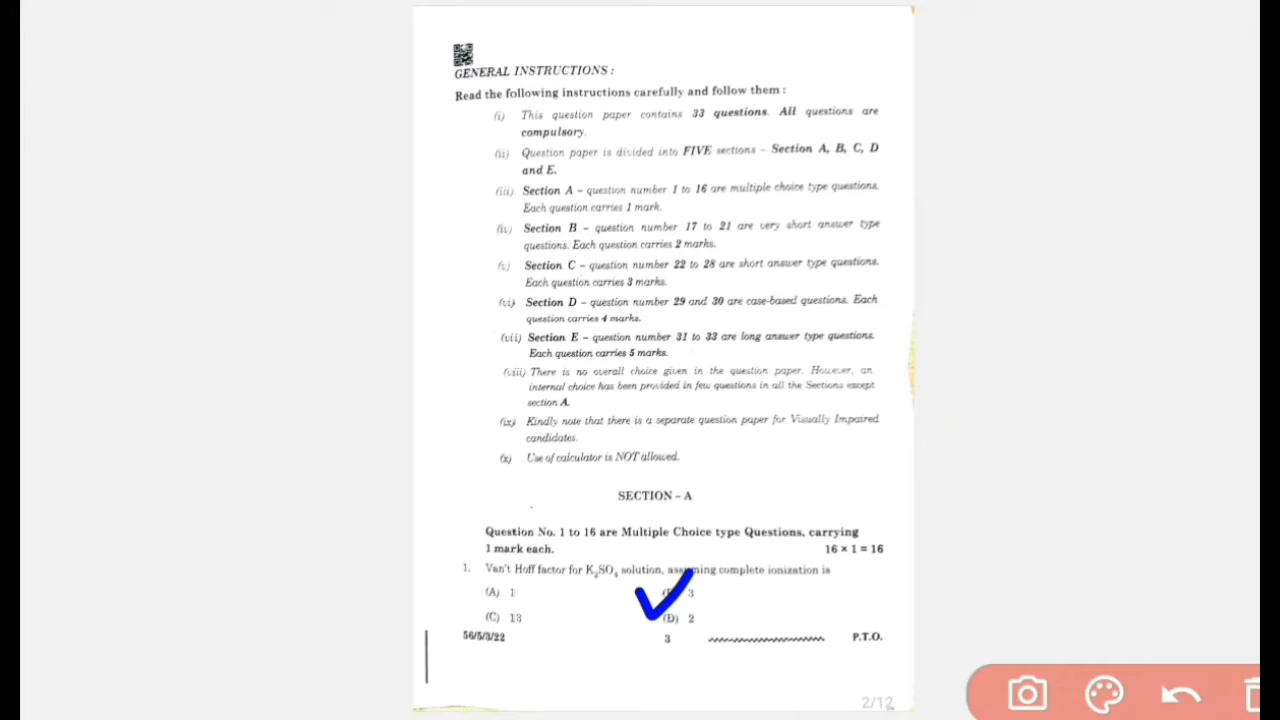 GENERAL INSTRUCTIONS :
Read the following instructions carefully and follow them :
(i) This question paper contains 33 questions. All questions are
compulsory.
(ii) Question paper is divided into FIVE sections – Section A, B, C, D
and E.
(iii) Section A – question number 1 to 16 are multiple choice type questions.
Each question carries 1 mark.
(iv) Section B – question number 17 to 21 are very short answer type
questions. Each question carries 2 marks.
(v) Section C – question number 22 to 28 are short answer type questions.
Each question carries 3 marks.
(vi) Section D – question number 29 and 30 are case-based questions. Each
question carries 4 marks.
(vii) Section E – question number 31 to 33 are long answer type questions.
Each question carries 5 marks.
(viii) There is no overall choice given in the question paper. However, an
internal choice has been provided in few questions in all the Sections except
section A.
(ix) Kindly note that there is a separate question paper for Visually Impaired
candidates.
(x) Use of calculator is NOT allowed.
SECTION – A
Question No. 1 to 16 are Multiple Choice type Questions, carrying
1 mark each. 16 × 1 = 16
1. Van't Hoff factor for K₂SO₄ solution, assuming complete ionization is
(A) 1 3
(C) 13 (D) 2
56/5/3/22 3 P.T.O.
2/12